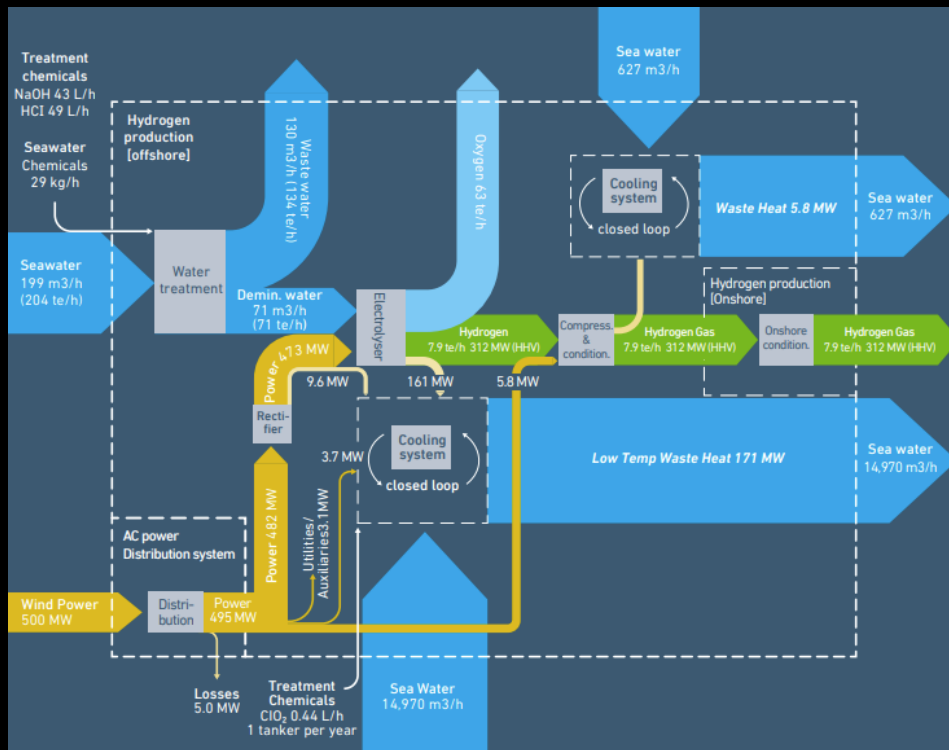 Treatment
chemicals
NaOH 43 L/h
HCl 49 L/h
Seawater
Chemicals
29 kg/h
Hydrogen
production
[offshore]
Waste water
130 m3/h (134 te/h)
Oxygen 63 te/h
Sea water
627 m3/h
Cooling
system
closed loop
Waste Heat 5.8 MW
Sea water
627 m3/h
Seawater
199 m3/h
(204 te/h)
Water
treatment
Demin. water
71 m3/h
(71 te/h)
Electrolyser
Hydrogen
7.9 te/h 312 MW (HHV)
Compress.
&
condition.
Hydrogen Gas
7.9 te/h 312 MW (HHV)
Hydrogen production
[Onshore]
Onshore
condition.
Hydrogen Gas
7.9 te/h 312 MW (HHV)
Power 473 MW
9.6 MW
161 MW
5.8 MW
Recti-
fier
3.7 MW
Cooling
system
closed loop
Low Temp Waste Heat 171 MW
Sea water
14,970 m3/h
Power 482 MW
Utilities/
Auxiliaries3.1MW
AC power
Distribution system
Wind Power
500 MW
Distri-
bution
Power
495 MW
Losses
5.0 MW
Treatment
Chemicals
ClO₂ 0.44 L/h
1 tanker per year
Sea Water
14,970 m3/h